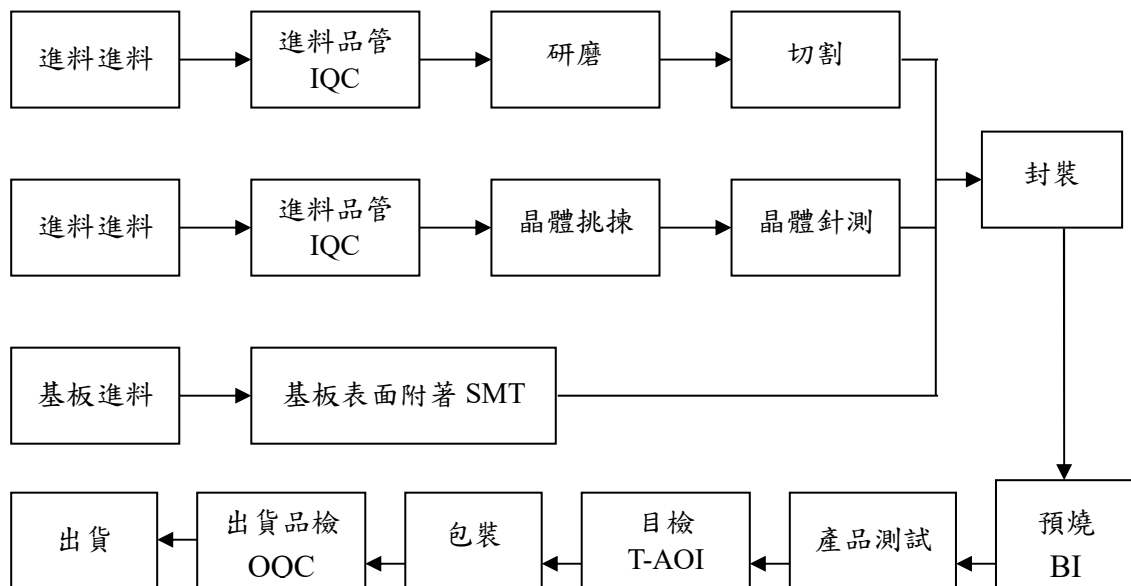 進料進料
進料品管
IQC
研磨
切割
封裝
進料進料
進料品管
IQC
晶體挑揀
晶體針測
基板進料
基板表面附著 SMT
出貨
出貨品檢
OQC
包裝
目檢
T-AOI
產品測試
預燒
BI